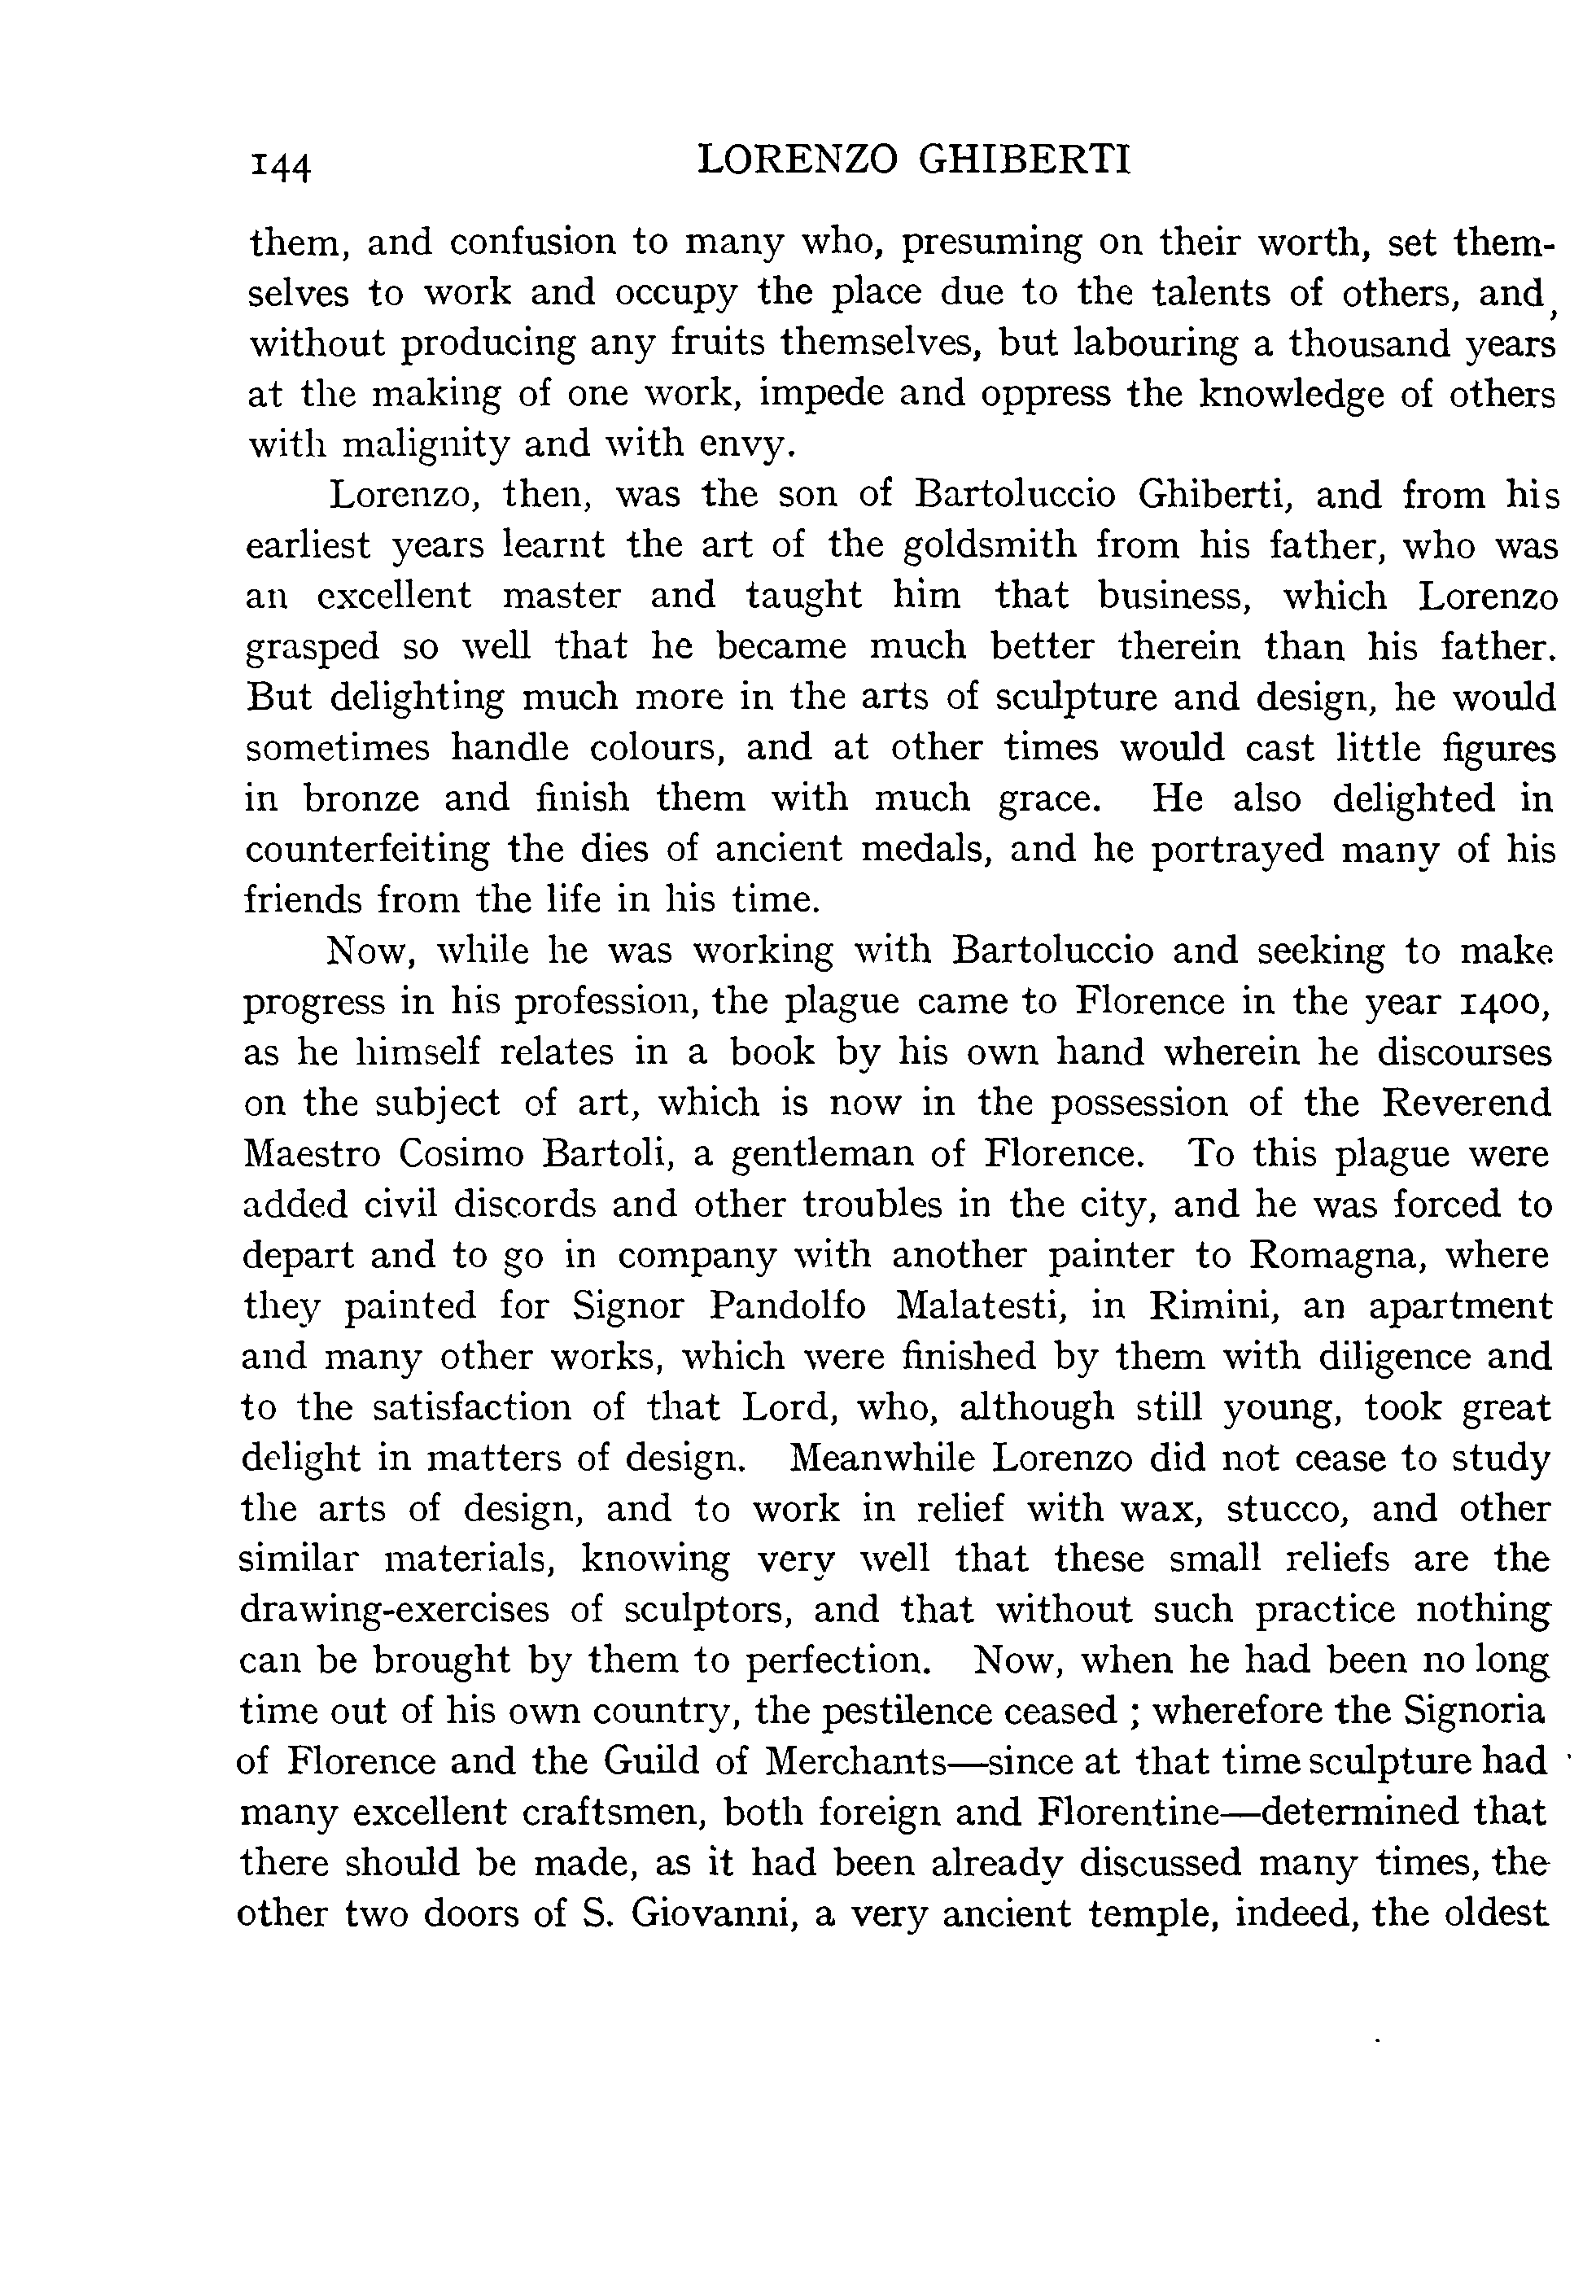 144 LORENZO GHIBERTI
them, and confusion to many who, presuming on their worth, set them-
selves to work and occupy the place due to the talents of others, and,
without producing any fruits themselves, but labouring a thousand years
at the making of one work, impede and oppress the knowledge of others
with malignity and with envy.
Lorenzo, then, was the son of Bartoluccio Ghiberti, and from his
earliest years learnt the art of the goldsmith from his father, who was
an excellent master and taught him that business, which Lorenzo
grasped so well that he became much better therein than his father.
But delighting much more in the arts of sculpture and design, he would
sometimes handle colours, and at other times would cast little figures
in bronze and finish them with much grace. He also delighted in
counterfeiting the dies of ancient medals, and he portrayed many of his
friends from the life in his time.
Now, while he was working with Bartoluccio and seeking to make
progress in his profession, the plague came to Florence in the year 1400,
as he himself relates in a book by his own hand wherein he discourses
on the subject of art, which is now in the possession of the Reverend
Maestro Cosimo Bartoli, a gentleman of Florence. To this plague were
added civil discords and other troubles in the city, and he was forced to
depart and to go in company with another painter to Romagna, where
they painted for Signor Pandolfo Malatesti, in Rimini, an apartment
and many other works, which were finished by them with diligence and
to the satisfaction of that Lord, who, although still young, took great
delight in matters of design. Meanwhile Lorenzo did not cease to study
the arts of design, and to work in relief with wax, stucco, and other
similar materials, knowing very well that these small reliefs are the
drawing-exercises of sculptors, and that without such practice nothing
can be brought by them to perfection. Now, when he had been no long
time out of his own country, the pestilence ceased ; wherefore the Signoria
of Florence and the Guild of Merchants—since at that time sculpture had
many excellent craftsmen, both foreign and Florentine—determined that
there should be made, as it had been already discussed many times, the
other two doors of S. Giovanni, a very ancient temple, indeed, the oldest